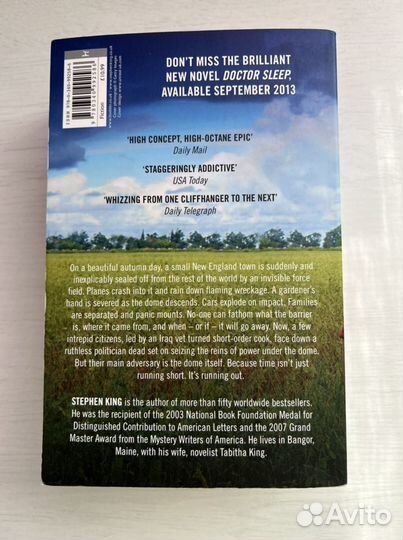 DON'T MISS THE BRILLIANT
NEW NOVEL DOCTOR SLEEP,
AVAILABLE SEPTEMBER 2013
'HIGH CONCEPT, HIGH-OCTANE EPIC'
Daily Mail
'STAGGERINGLY ADDICTIVE'
USA Today
'WHIZZING FROM ONE CLIFFHANGER TO THE NEXT'
Daily Telegraph
On a beautiful autumn day, a small New England town is suddenly and
inexplicably sealed off from the rest of the world by an invisible force
field. Planes crash into it and rain down flaming wreckage. A gardener's
hand is severed as the dome descends. Cars explode on impact. Families
are separated and panic mounts. No-one can fathom what the barrier
is, where it came from, and when – or if – it will go away. Now, a few
intrepid citizens, led by an Iraq vet turned short-order cook, face down a
ruthless politician dead set on seizing the reins of power under the dome.
But their main adversary is the dome itself. Because time isn't just
running short. It's running out.
STEPHEN KING is the author of more than fifty worldwide bestsellers.
He was the recipient of the 2003 National Book Foundation Medal for
Distinguished Contribution to American Letters and the 2007 Grand
Master Award from the Mystery Writers of America. He lives in Bangor,
Maine, with his wife, novelist Tabitha King.
H
Fiction
£10.99
Avito